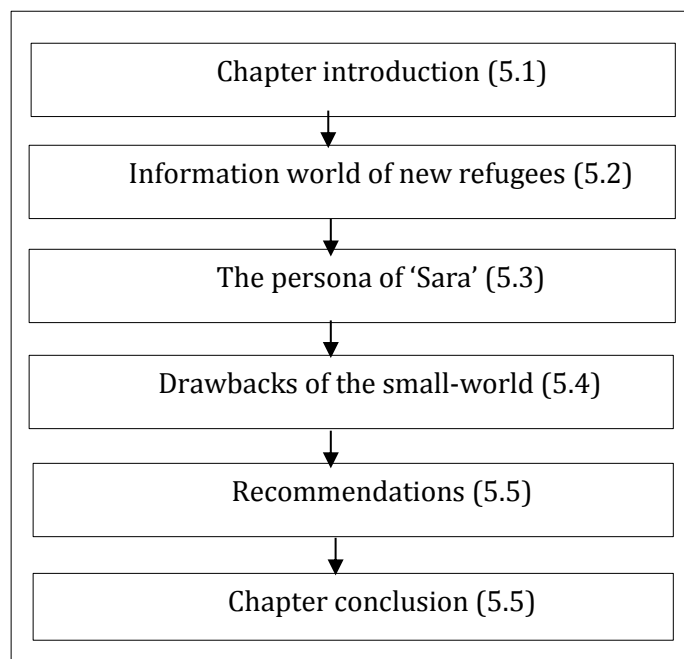 Chapter introduction (5.1)
Information world of new refugees (5.2)
The persona of ‘Sara’ (5.3)
Drawbacks of the small-world (5.4)
Recommendations (5.5)
Chapter conclusion (5.5)